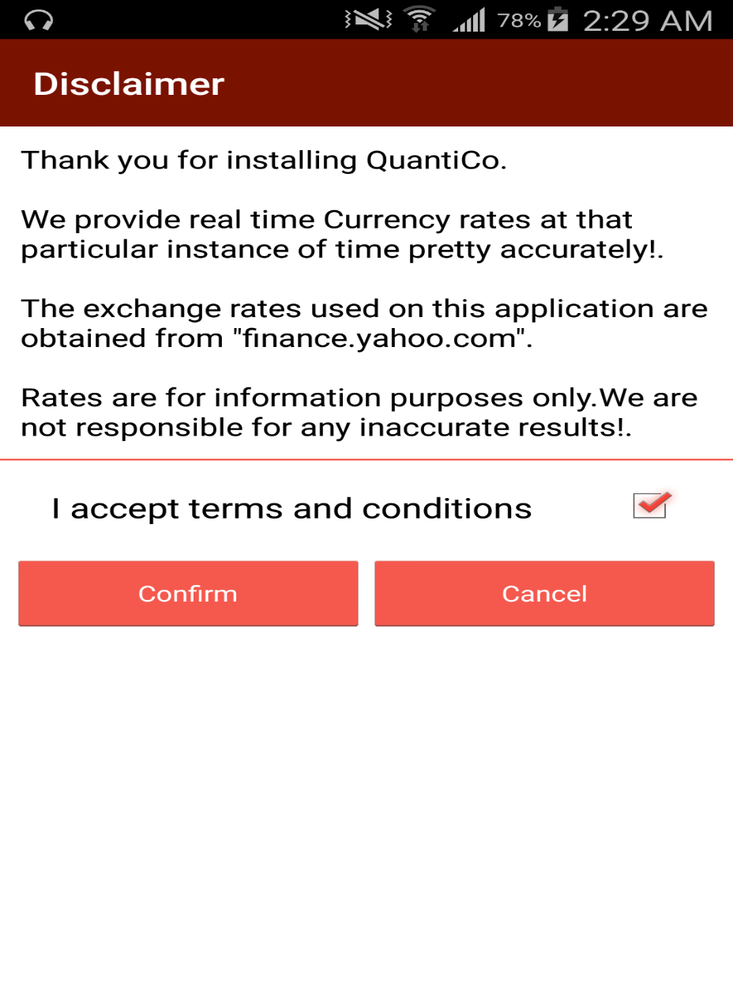 78% 2:29 AM
Disclaimer
Thank you for installing QuantiCo.
We provide real time Currency rates at that
particular instance of time pretty accurately!.
The exchange rates used on this application are
obtained from "finance.yahoo.com".
Rates are for information purposes only.We are
not responsible for any inaccurate results!.
I accept terms and conditions
Confirm
Cancel